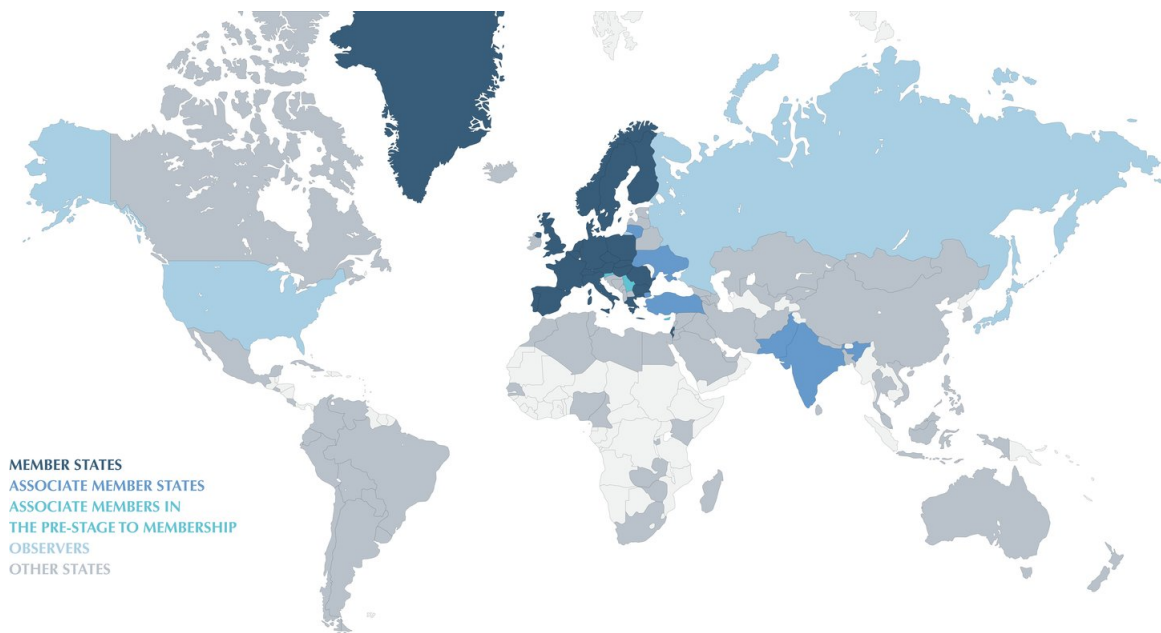 MEMBER STATES
ASSOCIATE MEMBER STATES
ASSOCIATE MEMBERS IN
THE PRE-STAGE TO MEMBERSHIP
OBSERVERS
OTHER STATES